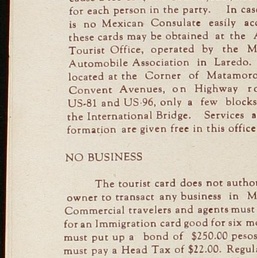 for each person in the party. In case
is no Mexican Consulate easily acc
these cards may be obtained at the A
Tourist Office, operated by the M
Automobile Association in Laredo.
located at the Corner of Matamoro
Convent Avenues, on Highway ro
US-81 and US-96, only a few blocks
the International Bridge. Services a
formation are given free in this office
NO BUSINESS
The tourist card does not autho
owner to transact any business in M
Commercial travelers and agents must
for an Immigration card good for six mo
must put up a bond of $250.00 pesos
must pay a Head Tax of $22.00. Regula